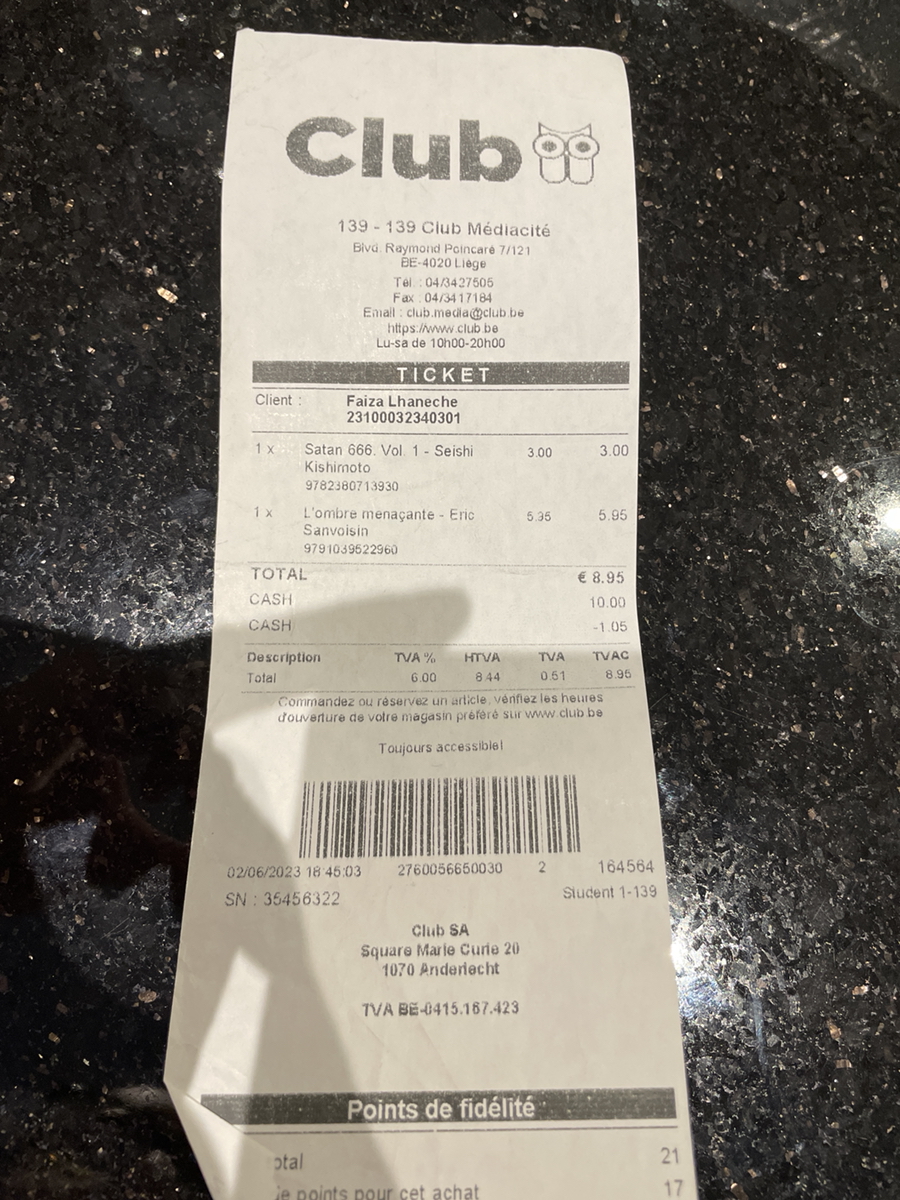 Club
139 - 139 Club Médiacité
Blvd. Raymond Poincaré 7/121
BE-4020 Liège
Tél. : 04/3427505
Fax : 04/3417184
Email : club.media@club.be
https://www.club.be
Lu-sa de 10h00-20h00
TICKET
Client : Faiza Lhaneche
23100032340301
1 x Satan 666. Vol. 1 - Seishi 3.00 3.00
Kishimoto
9782380713930
1 x L'ombre menaçante - Eric 5.95 5.95
Sanvoisin
9791039522960
TOTAL € 8.95
CASH 10.00
CASH -1.05
Description TVA % HTVA TVA TVAC
Total 6.00 8.44 0.51 8.95
Commandez ou réservez un article, vérifiez les heures
d'ouverture de votre magasin préféré sur www.club.be
Toujours accessible!
02/06/2023 18:45:03 2760056650030 2 164564
SN : 35456322 Student 1-139
Club SA
Square Marie Curie 20
1070 Anderlecht
TVA BE-0415.167.423
Points de fidélité
otal 21
de points pour cet achat 17